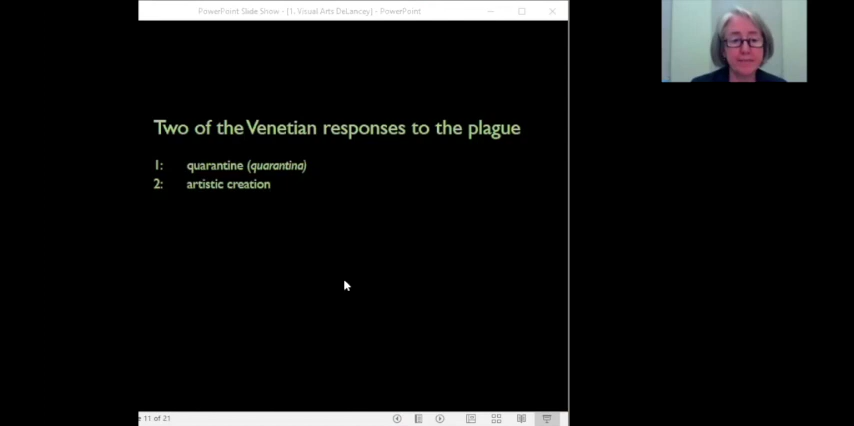 PowerPoint Slide Show - [1. Visual Arts DeLancey] - PowerPoint
Two of the Venetian responses to the plague
1: quarantine (quarantina)
2: artistic creation
11 of 21